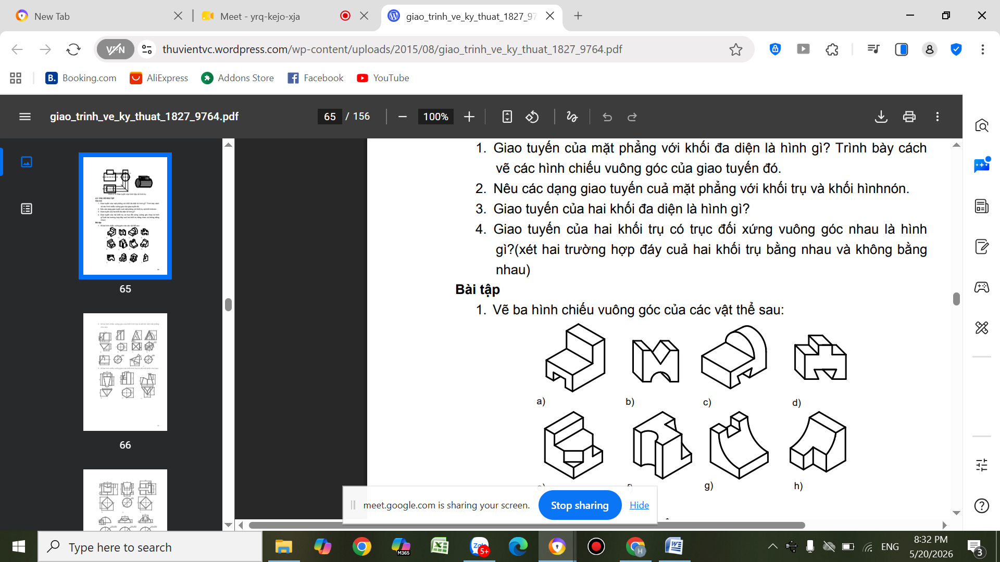 New Tab
Meet - yrq-kejo-xja
giao_trinh_ve_ky_thuat_1827_97
VPN
thuvientvc.wordpress.com/wp-content/uploads/2015/08/giao_trinh_ve_ky_thuat_1827_9764.pdf
B. Booking.com
AliExpress
Addons Store
Facebook
YouTube
giao_trinh_ve_ky_thuat_1827_9764.pdf
65 / 156
100%
65
66
1. Giao tuyến của mặt phẳng với khối đa diện là hình gì? Trình bày cách
vẽ các hình chiếu vuông góc của giao tuyến đó.
2. Nêu các dạng giao tuyến cuả mặt phẳng với khối trụ và khối hìnhnón.
3. Giao tuyến của hai khối đa diện là hình gì?
4. Giao tuyến của hai khối trụ có trục đối xứng vuông góc nhau là hình
gì?(xét hai trường hợp đáy cuả hai khối trụ bằng nhau và không bằng
nhau)
Bài tập
1. Vẽ ba hình chiếu vuông góc của các vật thể sau:
a)
b)
c)
d)
g)
h)
meet.google.com is sharing your screen.
Stop sharing
Hide
Type here to search
M365
Zalo
5+
H
ENG
8:32 PM
5/20/2026
3